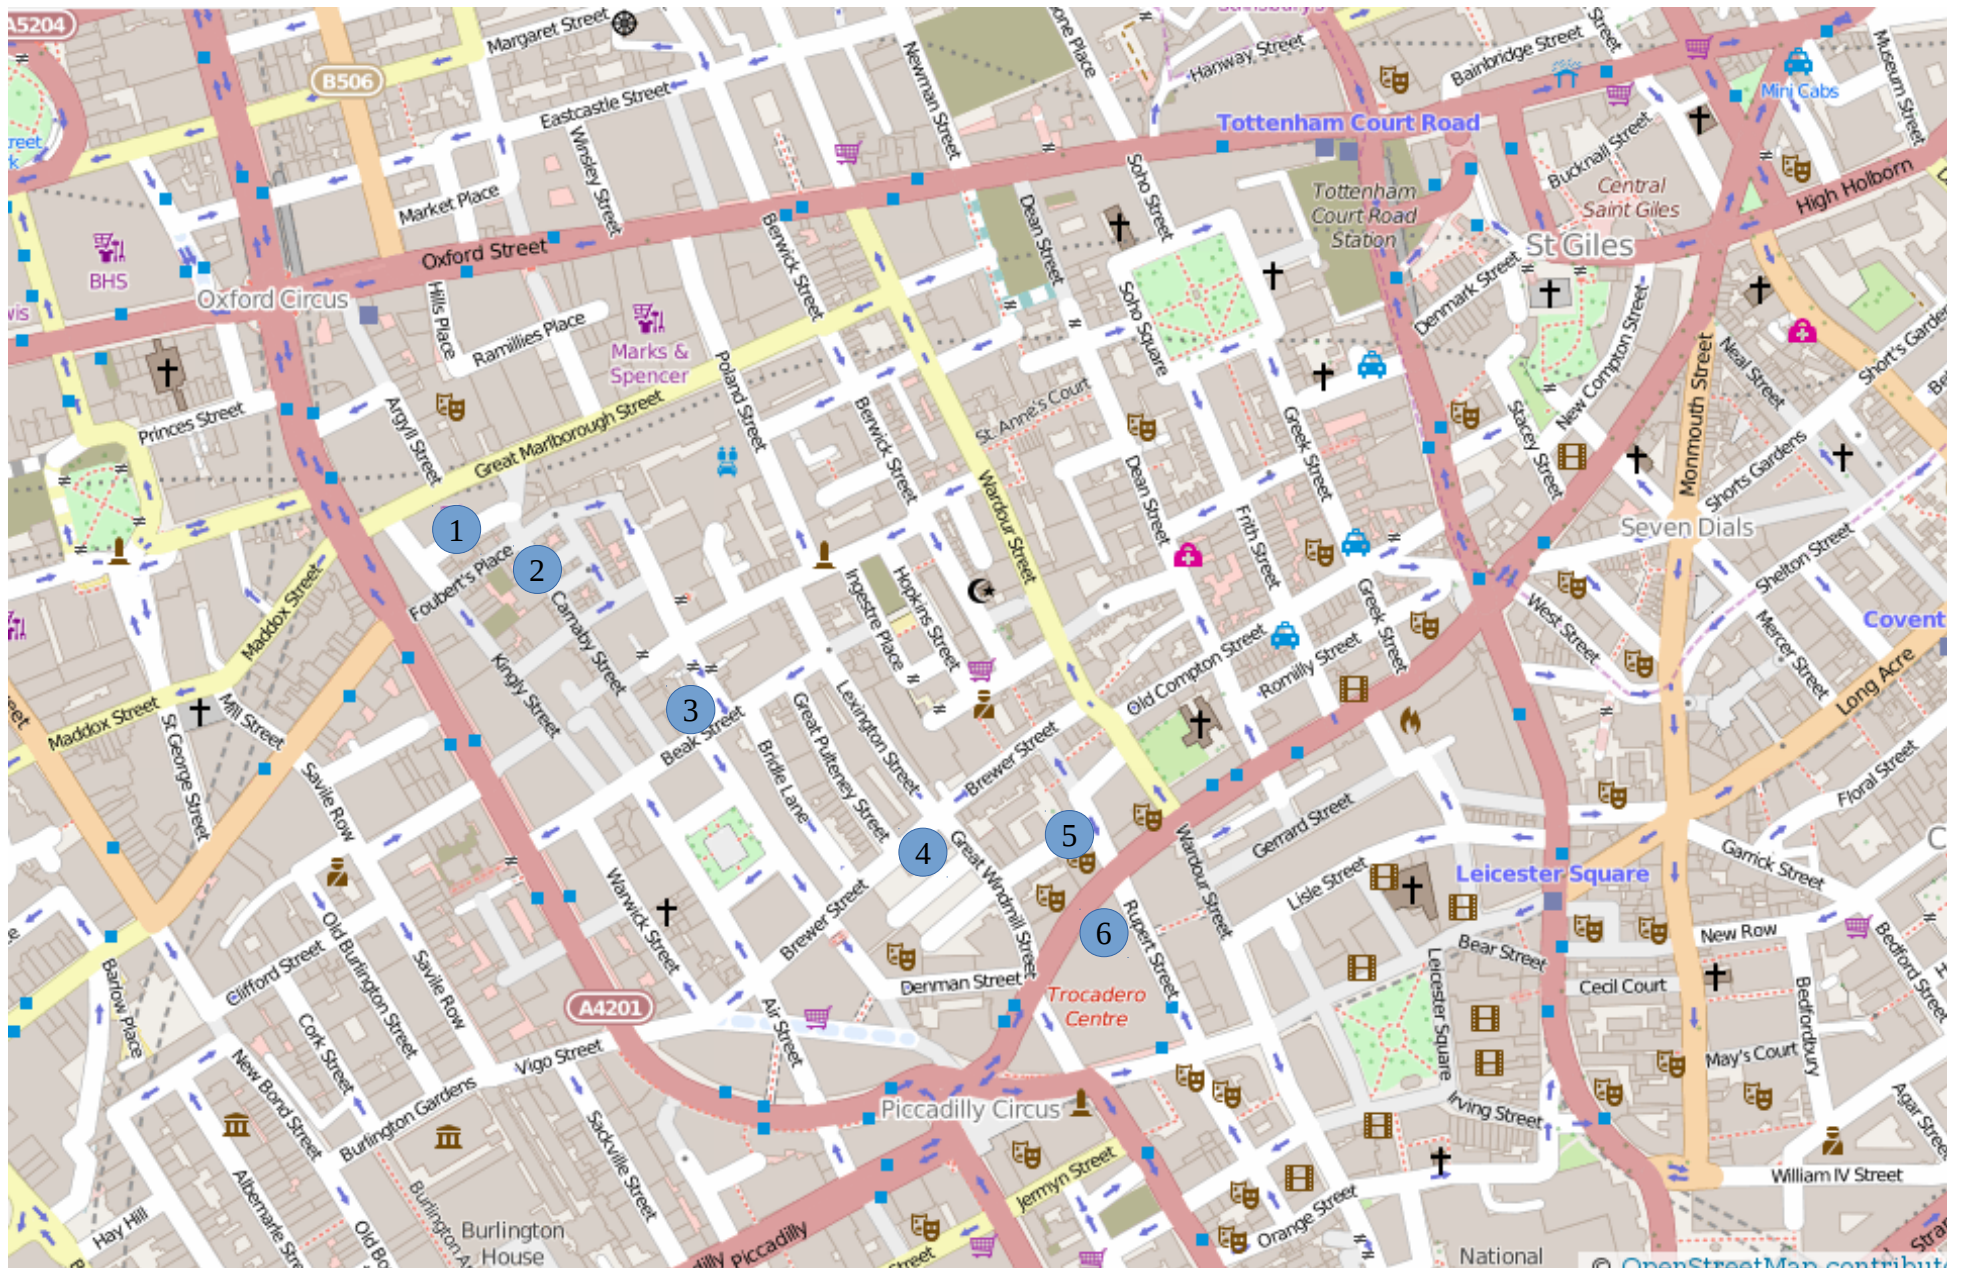 A5204
Margaret Street
B506
Eastcastle Street
Newman Street
Hanway Street
Bainbridge Street
Street
Museum Street
Mini Cabs
Tottenham Court Road
Winsley Street
Market Place
Oxford Street
Berwick Street
Dean Street
Soho Street
Tottenham
Court Road
Station
Bucknall Street
Central
Saint Giles
High Holborn
St Giles
BHS
Oxford Circus
Hills Place
Ramillies Place
Marks &
Spencer
Poland Street
Soho Square
Denmark Street
New Compton Street
Monmouth Street
Neal Street
Short's Gardens
Princes Street
Argyll Street
Great Marlborough Street
Berwick Street
St. Anne's Court
Wardour Street
Dean Street
Greek Street
Frith Street
Stacey Street
Shorts Gardens
Seven Dials
Shelton Street
1
2
3
4
5
6
Foubert's Place
Carnaby Street
Kingly Street
Maddox Street
Maddox Street
Mill Street
St George Street
Savile Row
Ingestre Place
Hopkins Street
Old Compton Street
Romilly Street
Greek Street
West Street
Mercer Street
Covent
Long Acre
Floral Street
Beak Street
Bridle Lane
Great Pulteney Street
Lexington Street
Brewer Street
Great Windmill Street
Gerrard Street
Wardour Street
Lisle Street
Leicester Square
Garrick Street
Warwick Street
Brewer Street
Rupert Street
Bear Street
New Row
Bedford Street
Cecil Court
Bedfordbury
Clifford Street
Old Burlington Street
Savile Row
A4201
Air Street
Denman Street
Trocadero
Centre
Leicester Square
May's Court
Barlow Place
New Bond Street
Cork Street
Burlington Gardens
Vigo Street
Sackville Street
Piccadilly Circus
Irving Street
Agar Street
William IV Street
Hay Hill
Albemarle Street
Burlington
House
Piccadilly
Jermyn Street
Orange Street
National
© OpenStreetMap contribut